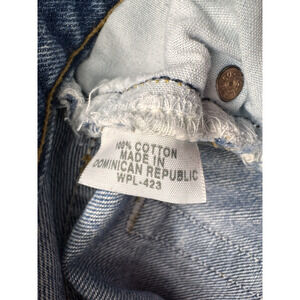 100% COTTON
MADE IN
DOMINICAN REPUBLIC
WPL-423